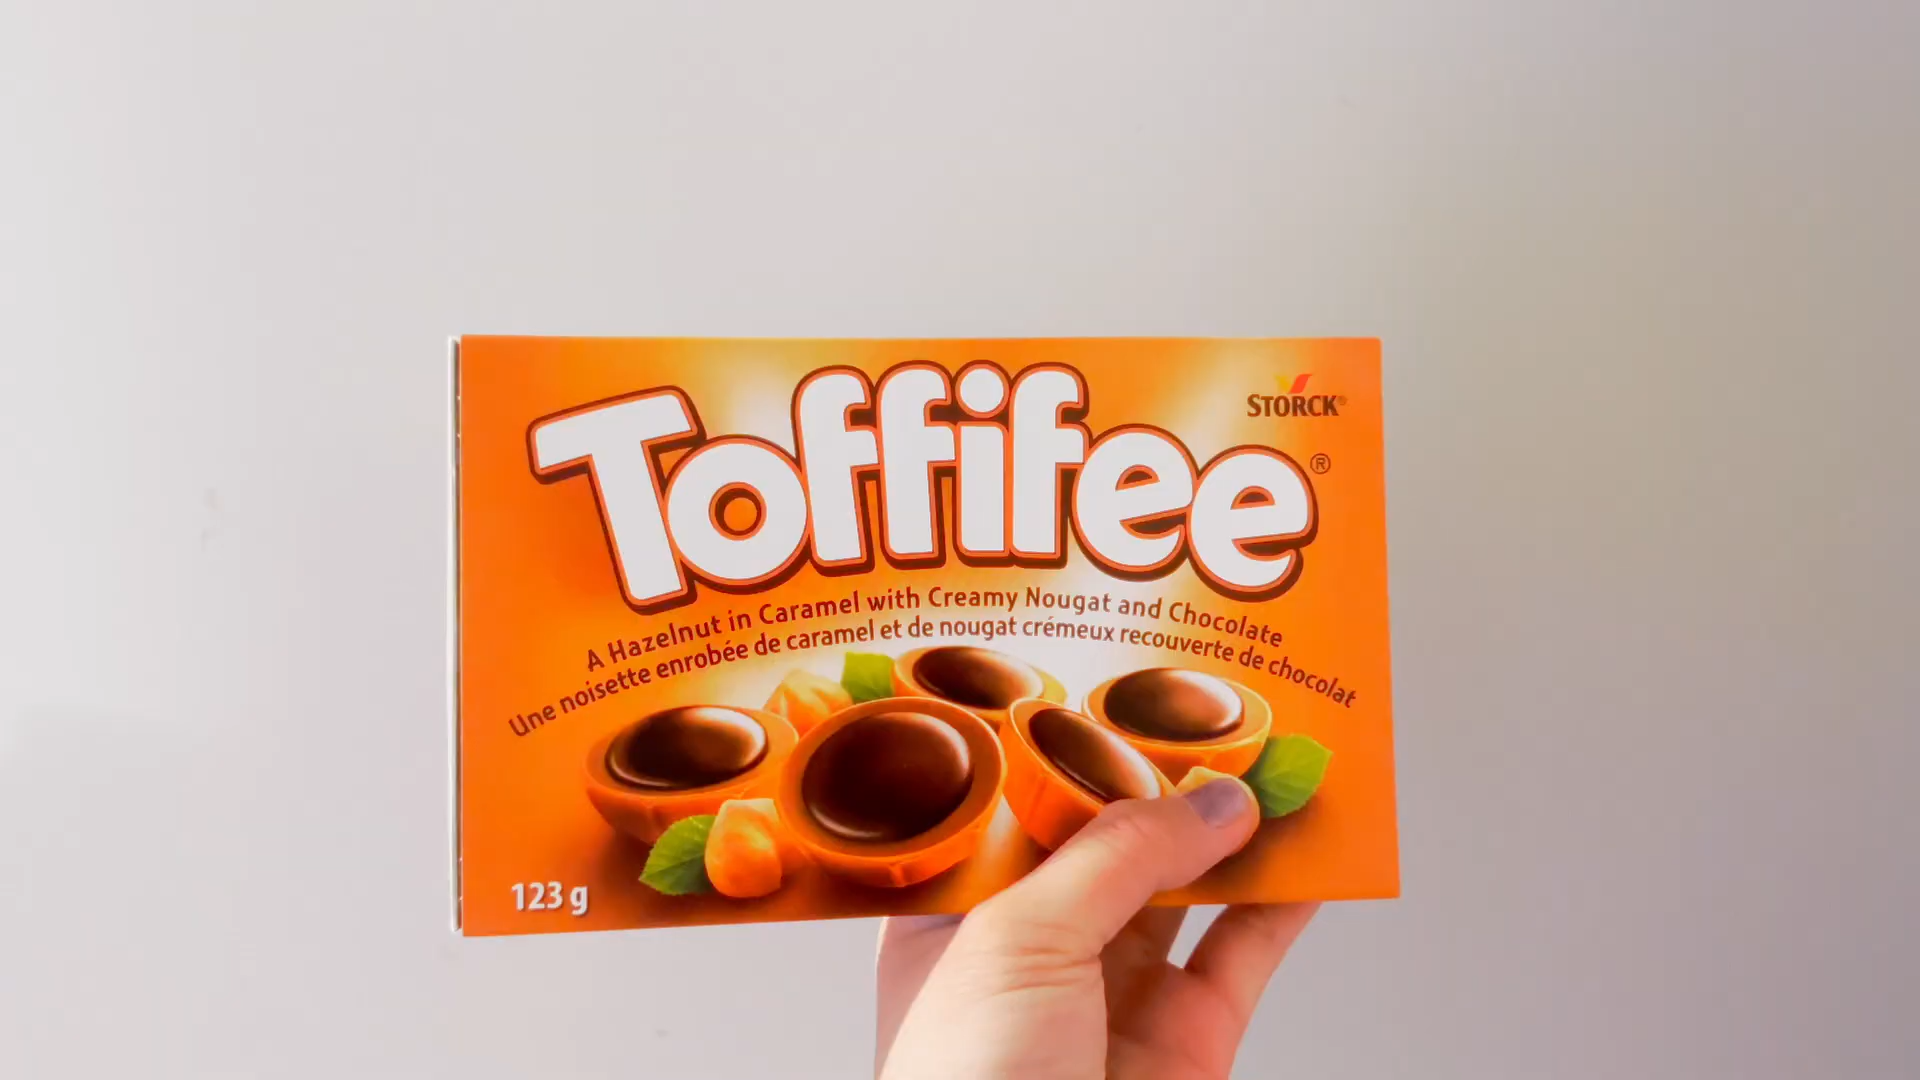 STORCK®
Toffifee®
A Hazelnut in Caramel with Creamy Nougat and Chocolate
Une noisette enrobée de caramel et de nougat crémeux recouverte de chocolat
123 g